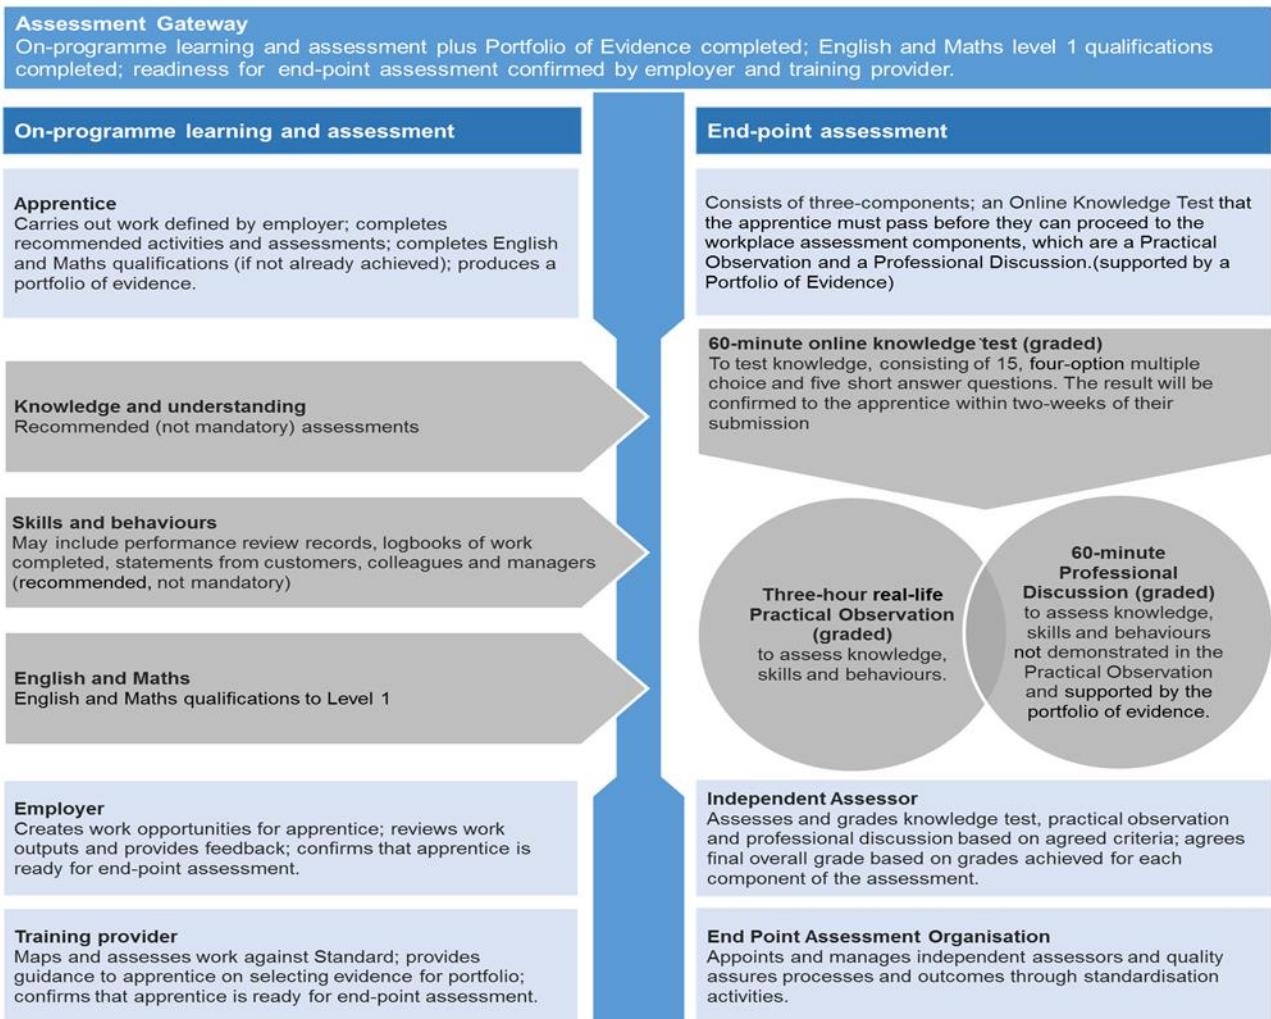 Assessment Gateway
On-programme learning and assessment plus Portfolio of Evidence completed; English and Maths level 1 qualifications
completed; readiness for end-point assessment confirmed by employer and training provider.
On-programme learning and assessment
Apprentice
Carries out work defined by employer; completes
recommended activities and assessments; completes English
and Maths qualifications (if not already achieved); produces a
portfolio of evidence.
Knowledge and understanding
Recommended (not mandatory) assessments
Skills and behaviours
May include performance review records, logbooks of work
completed, statements from customers, colleagues and managers
(recommended, not mandatory)
English and Maths
English and Maths qualifications to Level 1
Employer
Creates work opportunities for apprentice; reviews work
outputs and provides feedback; confirms that apprentice is
ready for end-point assessment.
Training provider
Maps and assesses work against Standard; provides
guidance to apprentice on selecting evidence for portfolio;
confirms that apprentice is ready for end-point assessment.
End-point assessment
Consists of three-components; an Online Knowledge Test that
the apprentice must pass before they can proceed to the
workplace assessment components, which are a Practical
Observation and a Professional Discussion.(supported by a
Portfolio of Evidence)
60-minute online knowledge test (graded)
To test knowledge, consisting of 15, four-option multiple
choice and five short answer questions. The result will be
confirmed to the apprentice within two-weeks of their
submission
Three-hour real-life
Practical Observation
(graded)
to assess knowledge,
skills and behaviours.
60-minute
Professional
Discussion (graded)
to assess knowledge,
skills and behaviours
not demonstrated in the
Practical Observation
and supported by the
portfolio of evidence.
Independent Assessor
Assesses and grades knowledge test, practical observation
and professional discussion based on agreed criteria; agrees
final overall grade based on grades achieved for each
component of the assessment.
End Point Assessment Organisation
Appoints and manages independent assessors and quality
assures processes and outcomes through standardisation
activities.